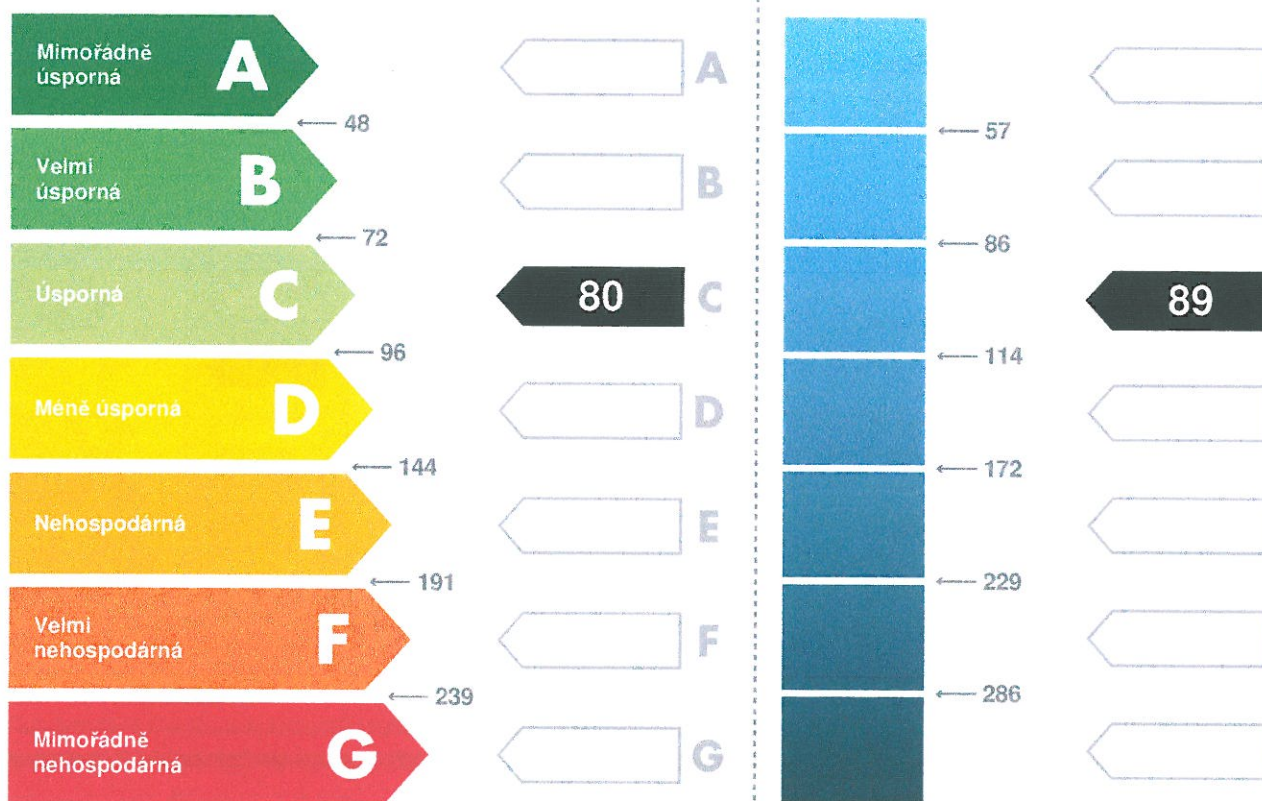 Mimořádně
úsporná
A
A
48
57
Velmi
úsporná
B
B
72
86
Úsporná
C
80
C
89
96
114
Méně úsporná
D
D
144
172
Nehospodárná
E
E
191
229
Velmi
nehospodárná
F
F
239
286
Mimořádně
nehospodárná
G
G